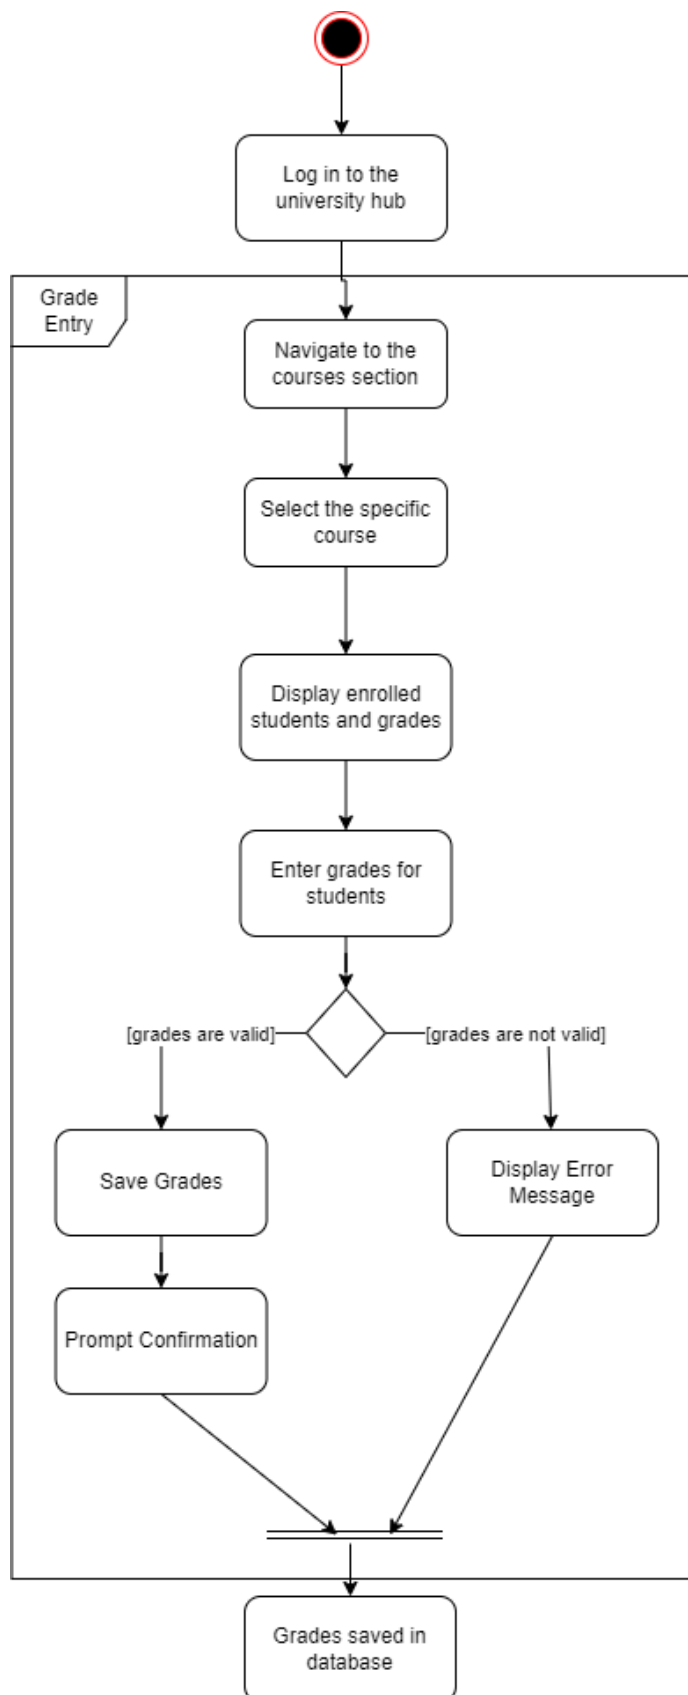 Log in to the
university hub
Grade
Entry
Navigate to the
courses section
Select the specific
course
Display enrolled
students and grades
Enter grades for
students
[grades are valid]
[grades are not valid]
Save Grades
Display Error
Message
Prompt Confirmation
Grades saved in
database